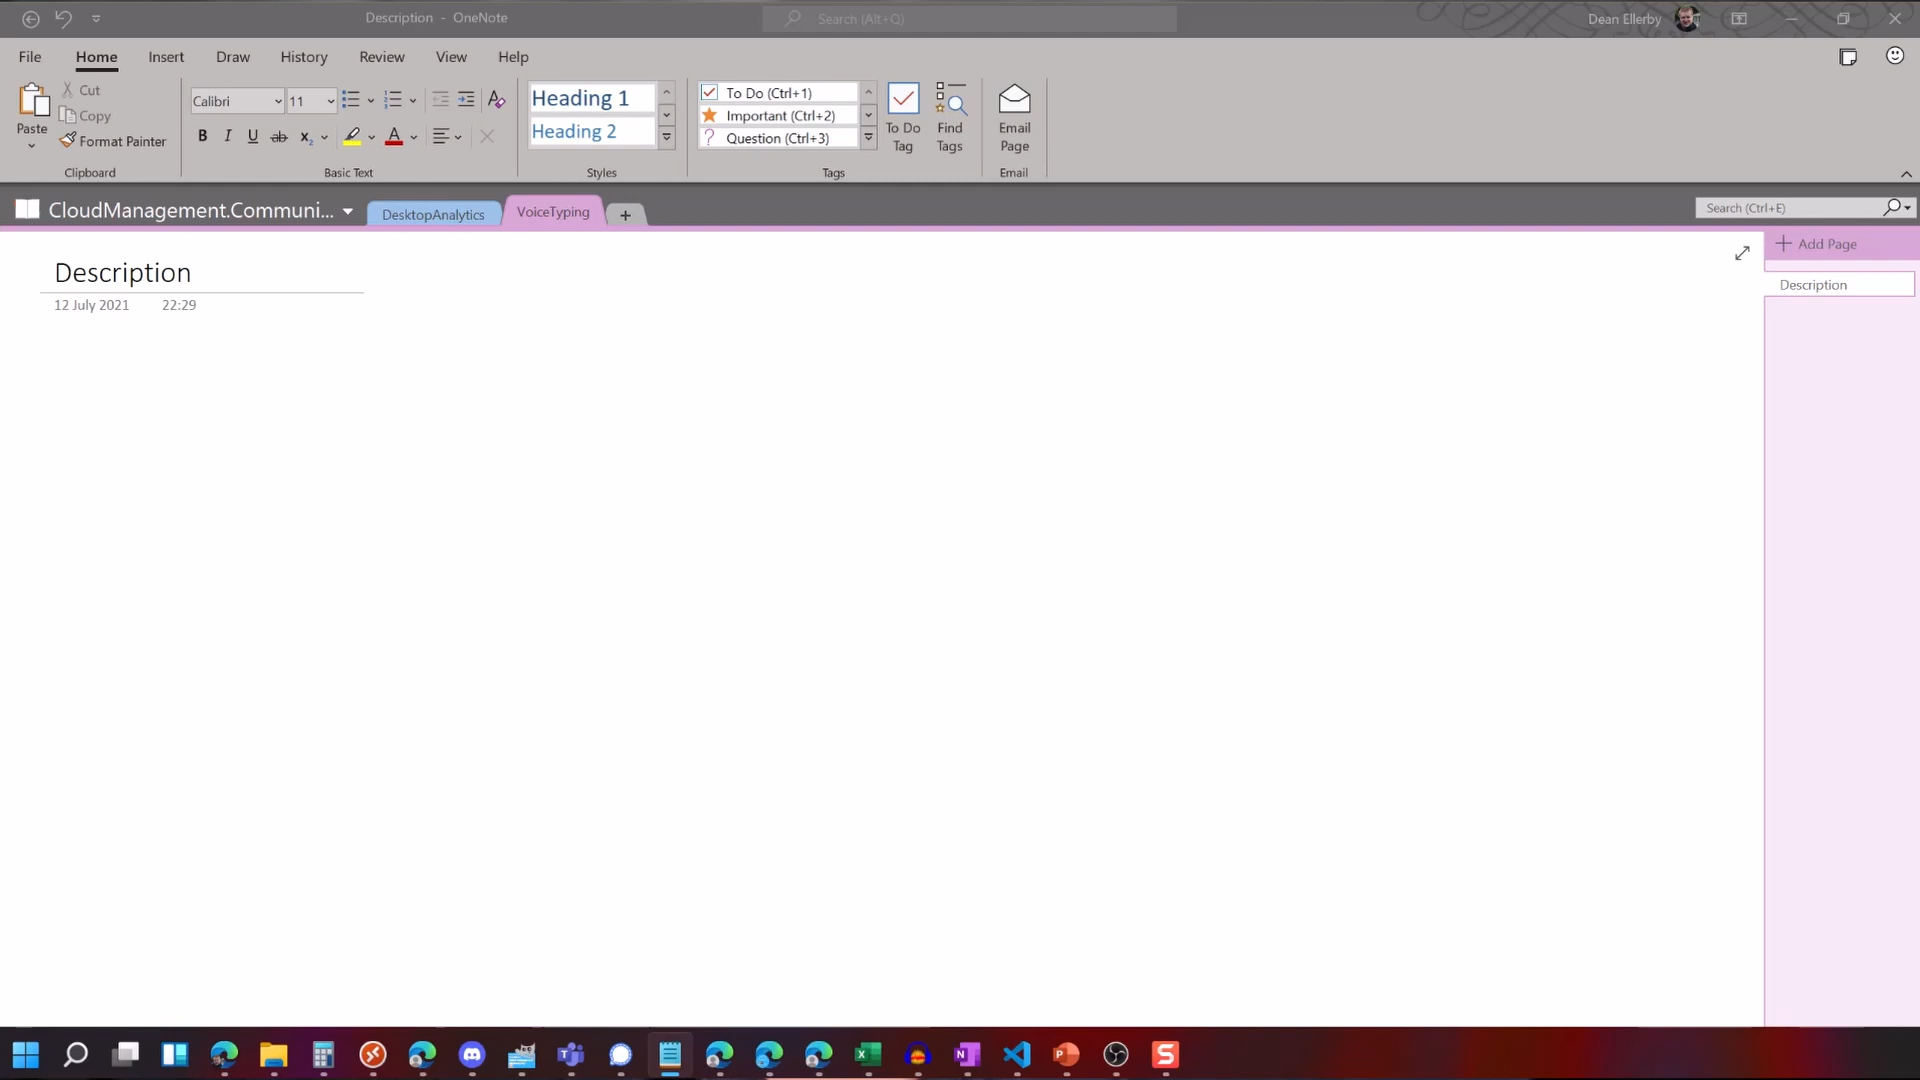 Description - OneNote
Search (Alt+Q)
Dean Ellerby
File
Home
Insert
Draw
History
Review
View
Help
Paste
Cut
Copy
Format Painter
Clipboard
Calibri
11
B
I
U
ab
x₂
A
Basic Text
Heading 1
Heading 2
Styles
To Do (Ctrl+1)
Important (Ctrl+2)
Question (Ctrl+3)
Tags
To Do
Tag
Find
Tags
Email
Page
Email
CloudManagement.Communi...
DesktopAnalytics
VoiceTyping
Search (Ctrl+E)
Add Page
Description
Description
12 July 2021
22:29